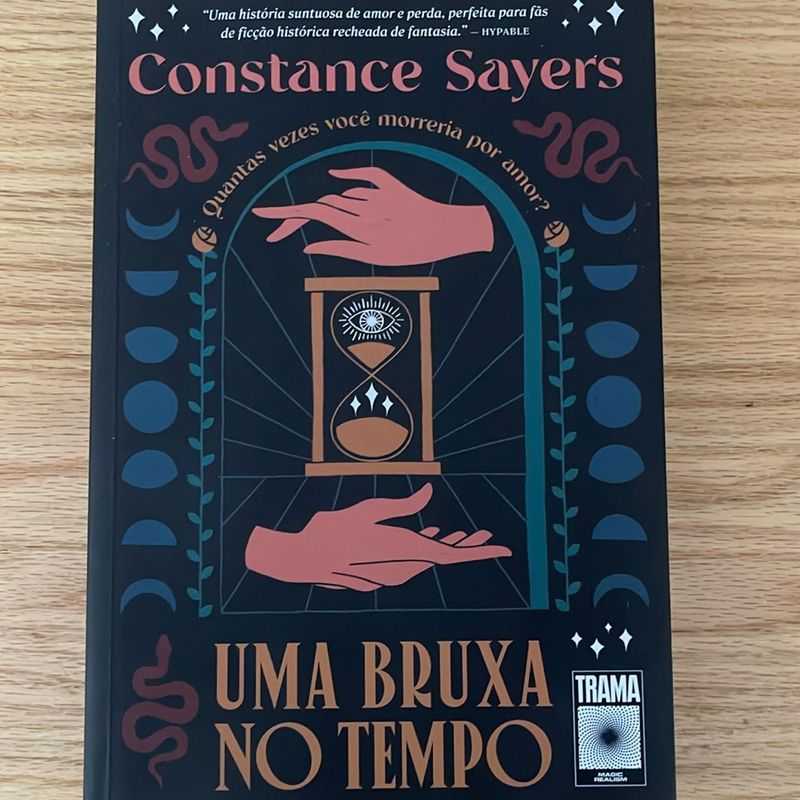 “Uma história suntuosa de amor e perda, perfeita para fãs
de ficção histórica recheada de fantasia.” — HYPABLE
Constance Sayers
Quantas vezes você morreria por amor?
UMA BRUXA
NO TEMPO
TRAMA
MAGIC
REALISM